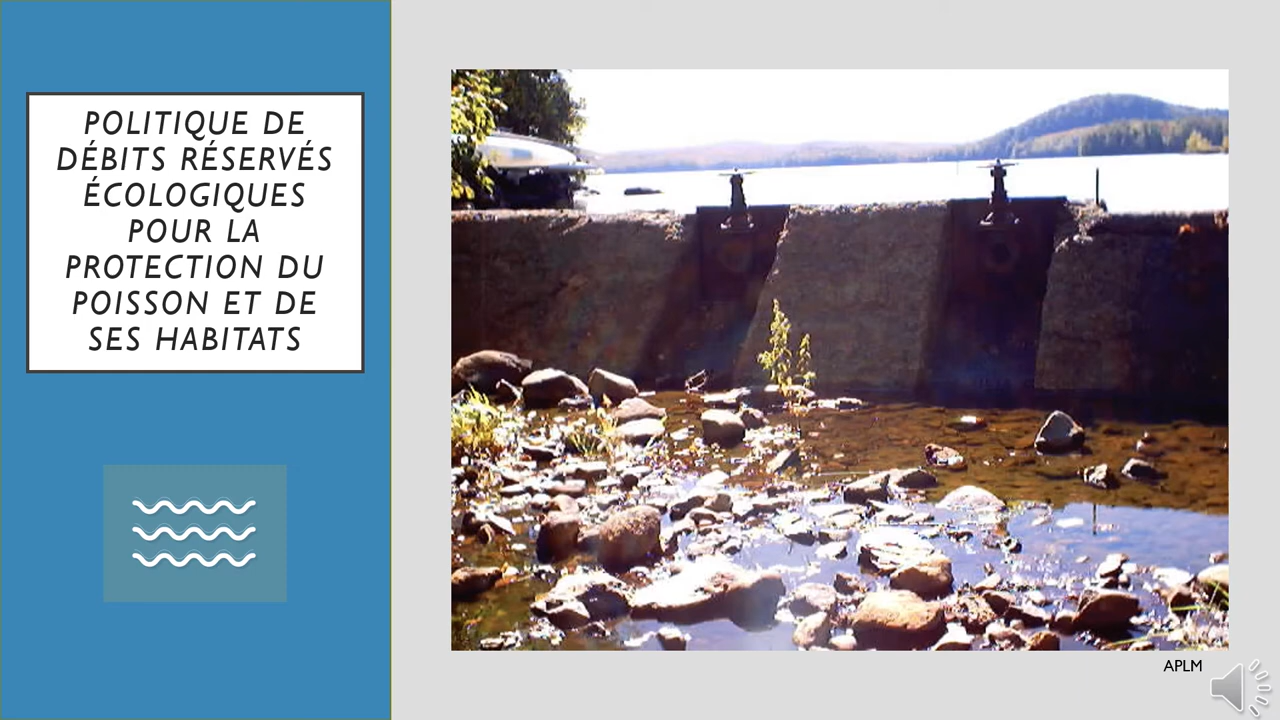 POLITIQUE DE
DÉBITS RÉSERVÉS
ÉCOLOGIQUES
POUR LA
PROTECTION DU
POISSON ET DE
SES HABITATS
APLM